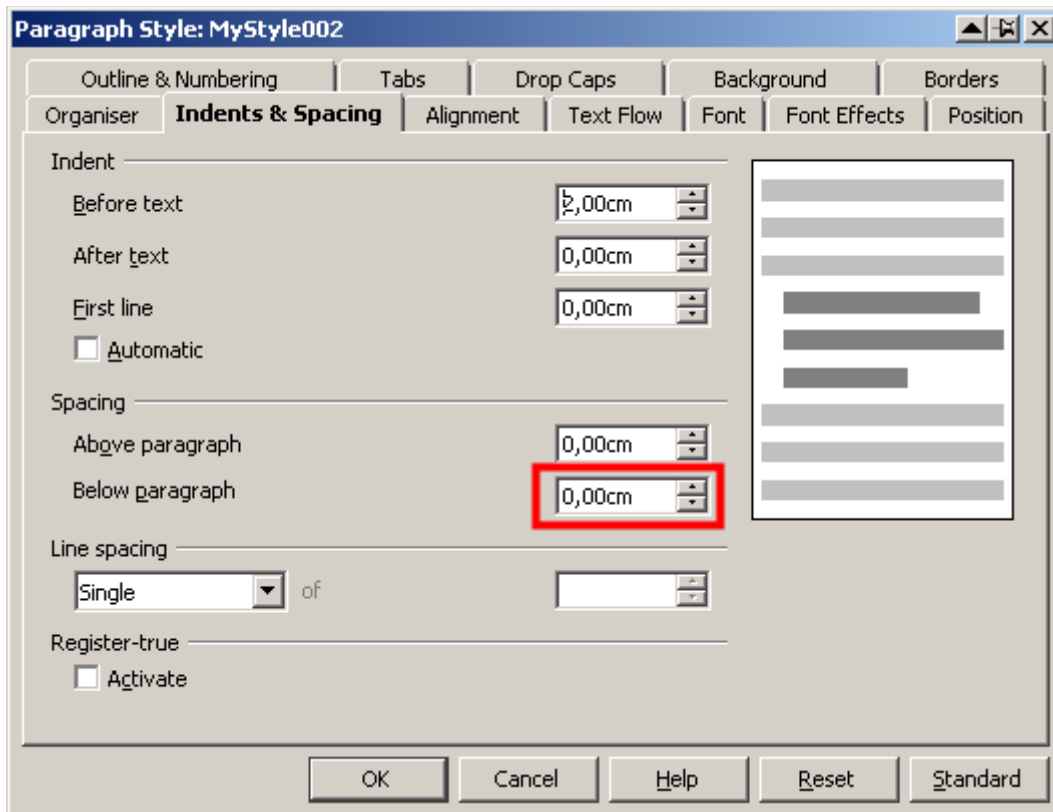 Paragraph Style: MyStyle002
Outline & Numbering Tabs Drop Caps Background Borders
Organiser Indents & Spacing Alignment Text Flow Font Font Effects Position
Indent
Before text 2,00cm
After text 0,00cm
First line 0,00cm
Automatic
Spacing
Above paragraph 0,00cm
Below paragraph 0,00cm
Line spacing
Single of
Register-true
Activate
OK Cancel Help Reset Standard